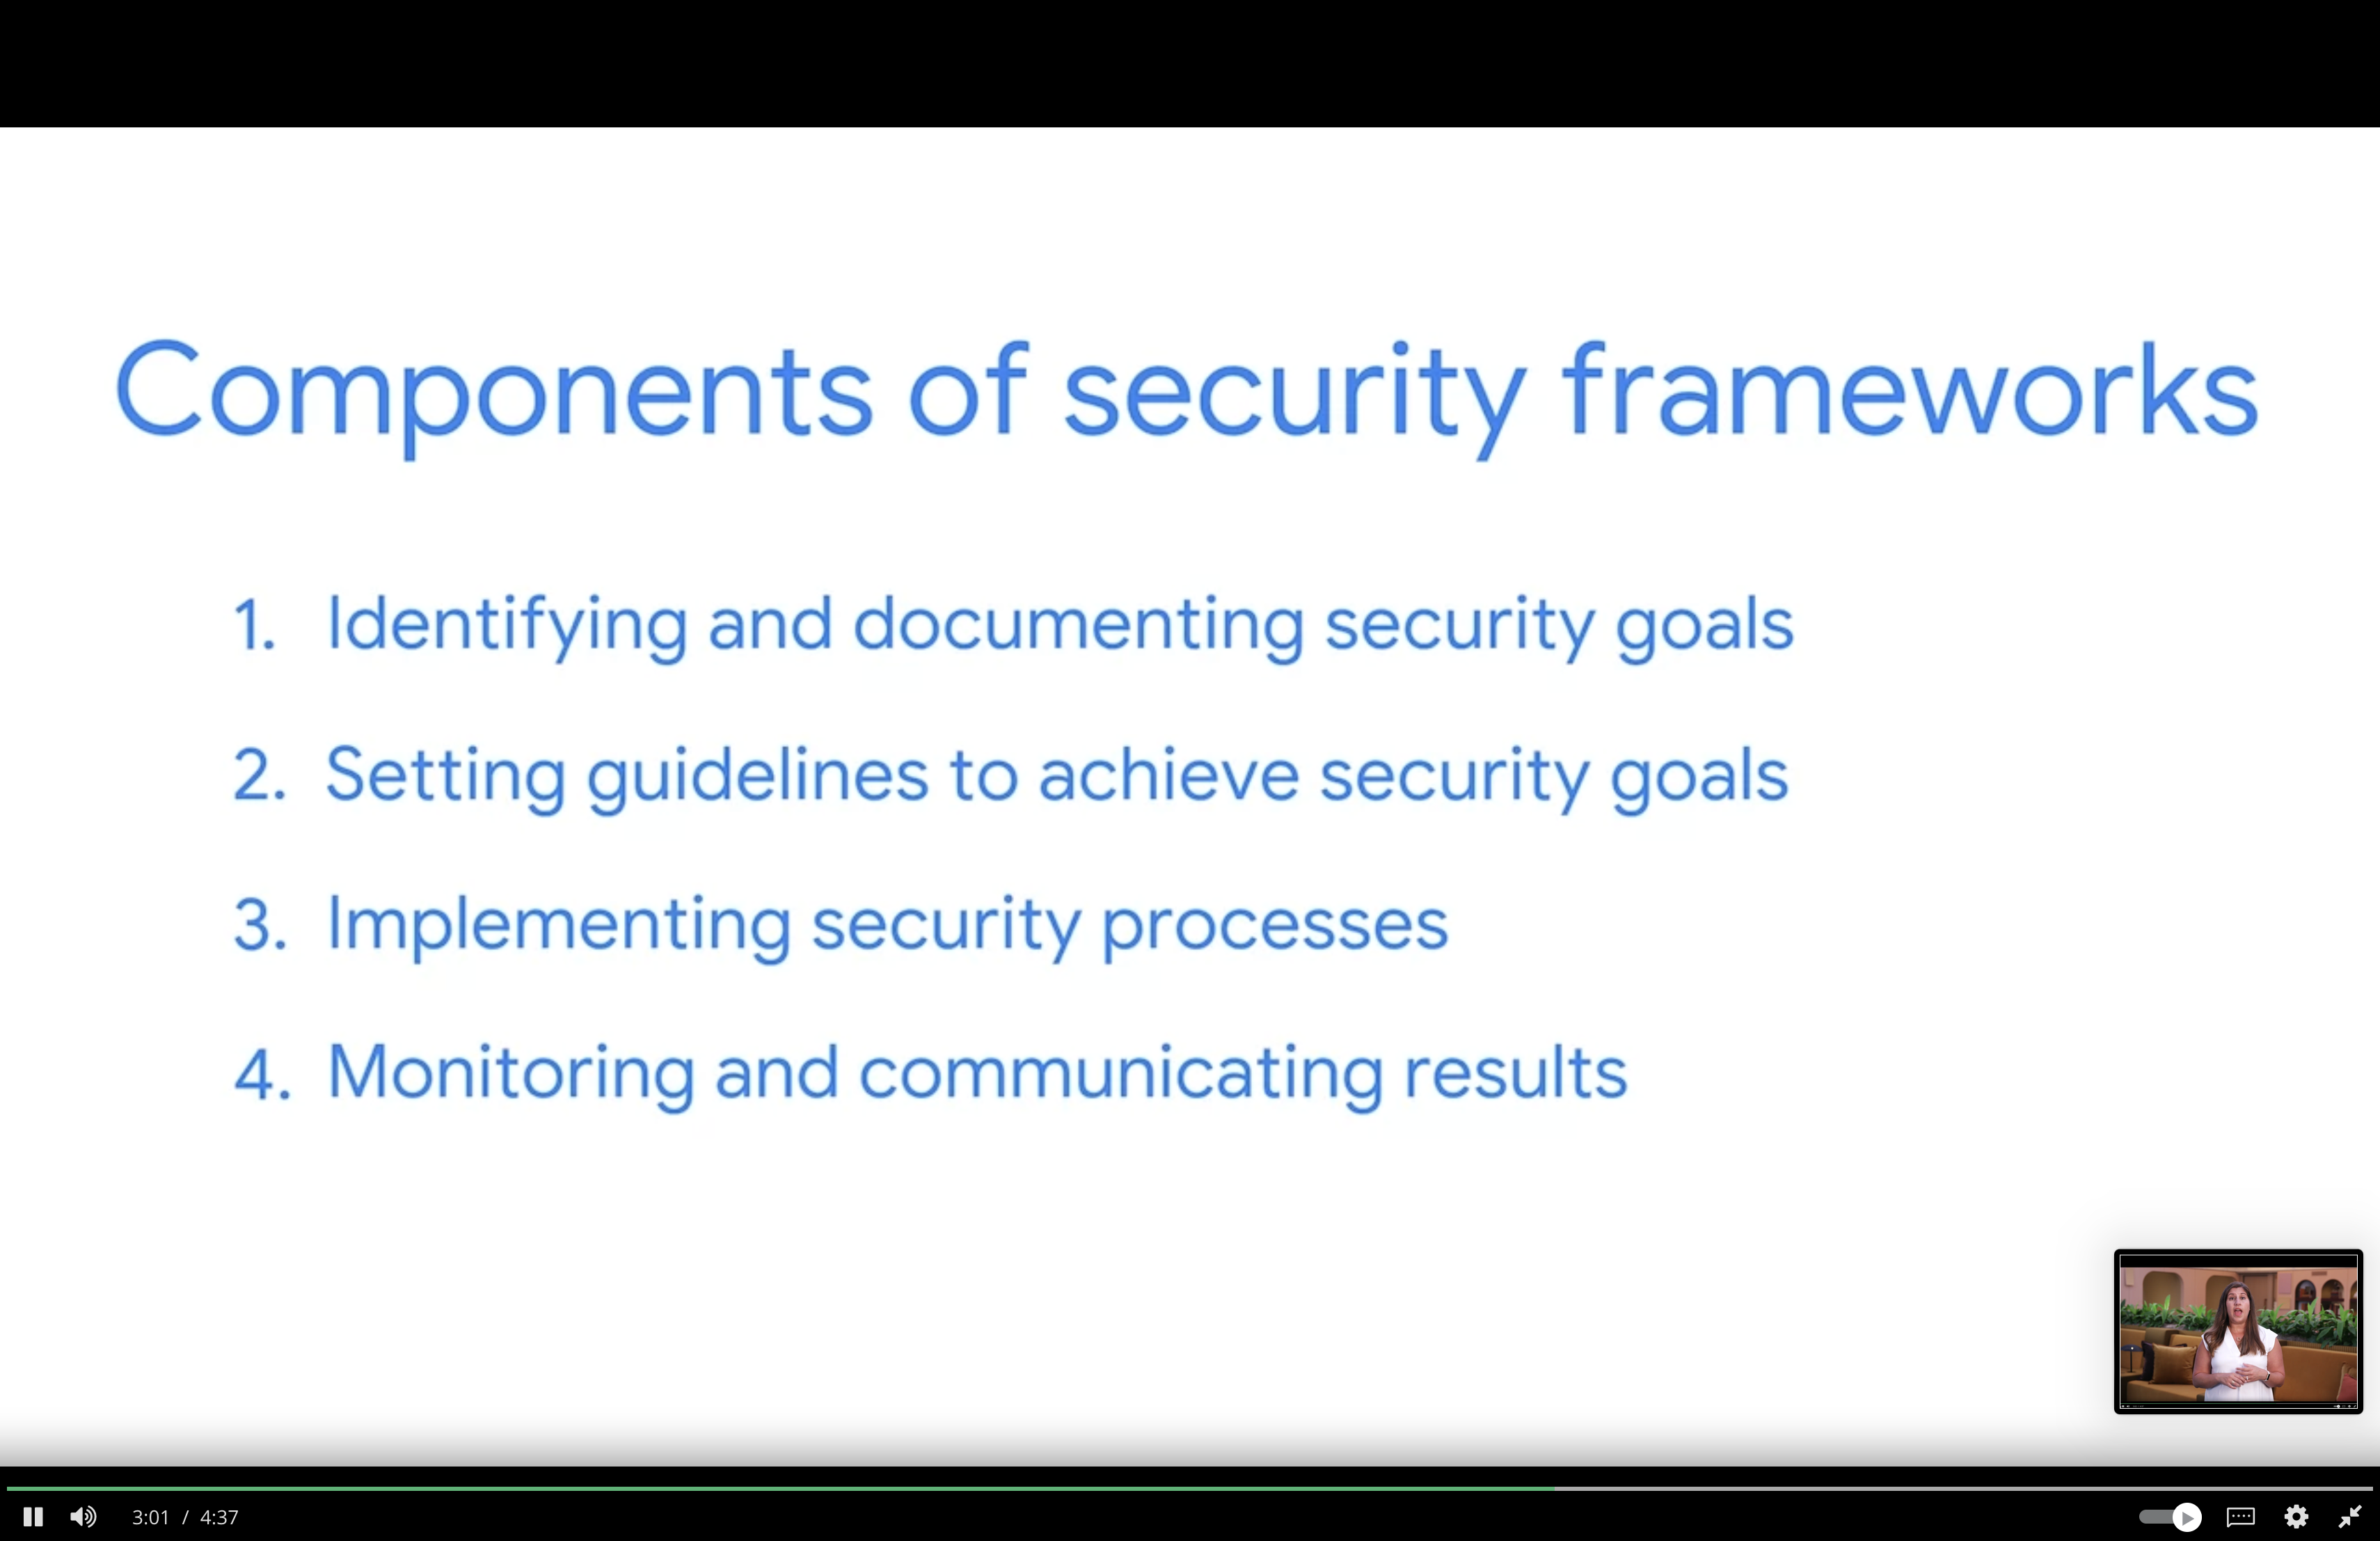 Components of security frameworks
1. Identifying and documenting security goals
2. Setting guidelines to achieve security goals
3. Implementing security processes
4. Monitoring and communicating results
3:01 / 4:37